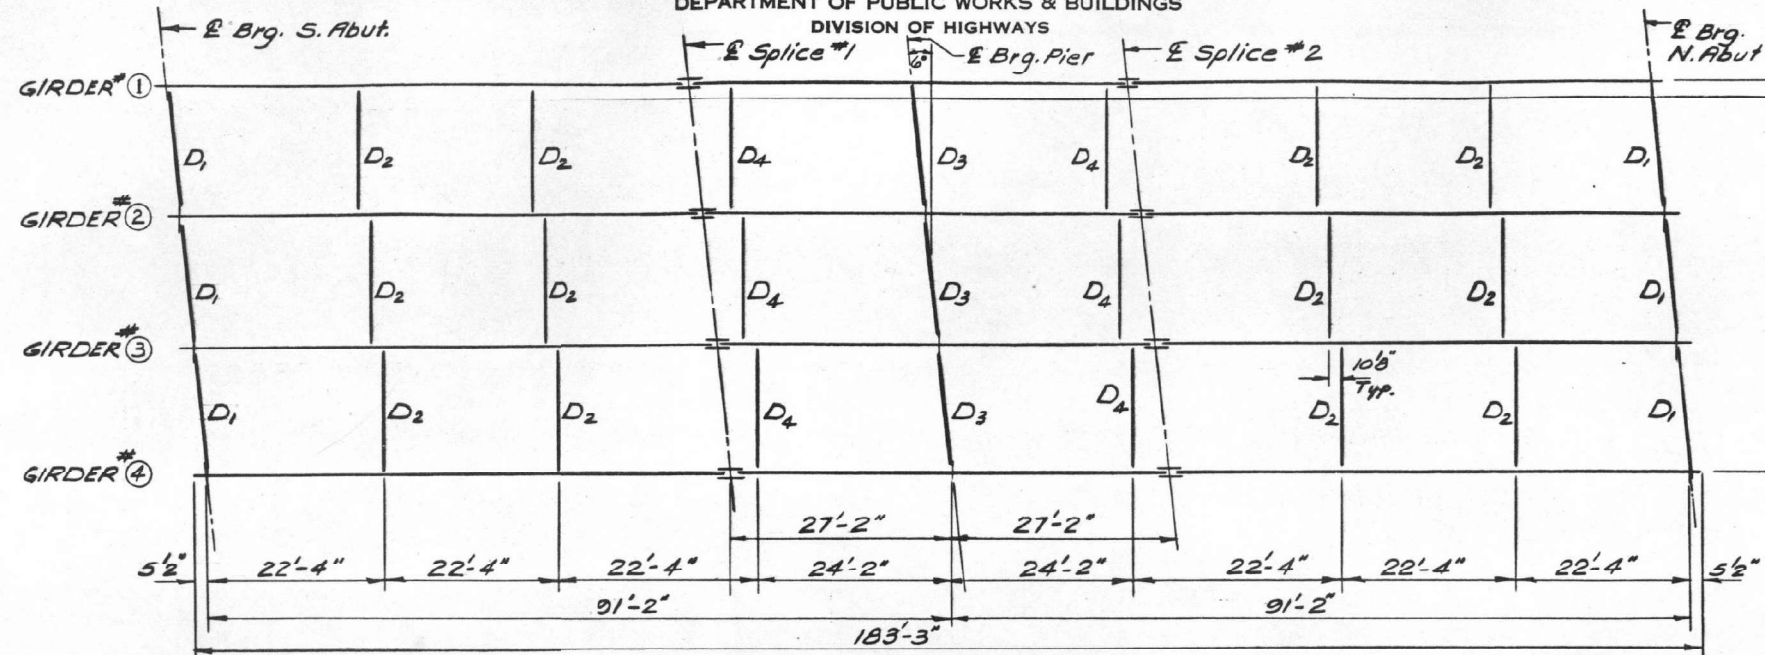 DEPARTMENT OF PUBLIC WORKS & BUILDINGS
DIVISION OF HIGHWAYS
℄ Brg. S. Abut.
℄ Splice #1
6°
℄ Brg. Pier
℄ Splice #2
℄ Brg.
N. Abut
GIRDER # ①
D₁ D₂ D₂ D₄ D₃ D₄ D₂ D₂ D₁
GIRDER # ②
D₁ D₂ D₂ D₄ D₃ D₄ D₂ D₂ D₁
GIRDER # ③
10⅝"
Typ.
D₁ D₂ D₂ D₄ D₃ D₄ D₂ D₂ D₁
GIRDER # ④
27'-2" 27'-2"
5½" 22'-4" 22'-4" 22'-4" 24'-2" 24'-2" 22'-4" 22'-4" 22'-4" 5½"
91'-2" 91'-2"
183'-3"